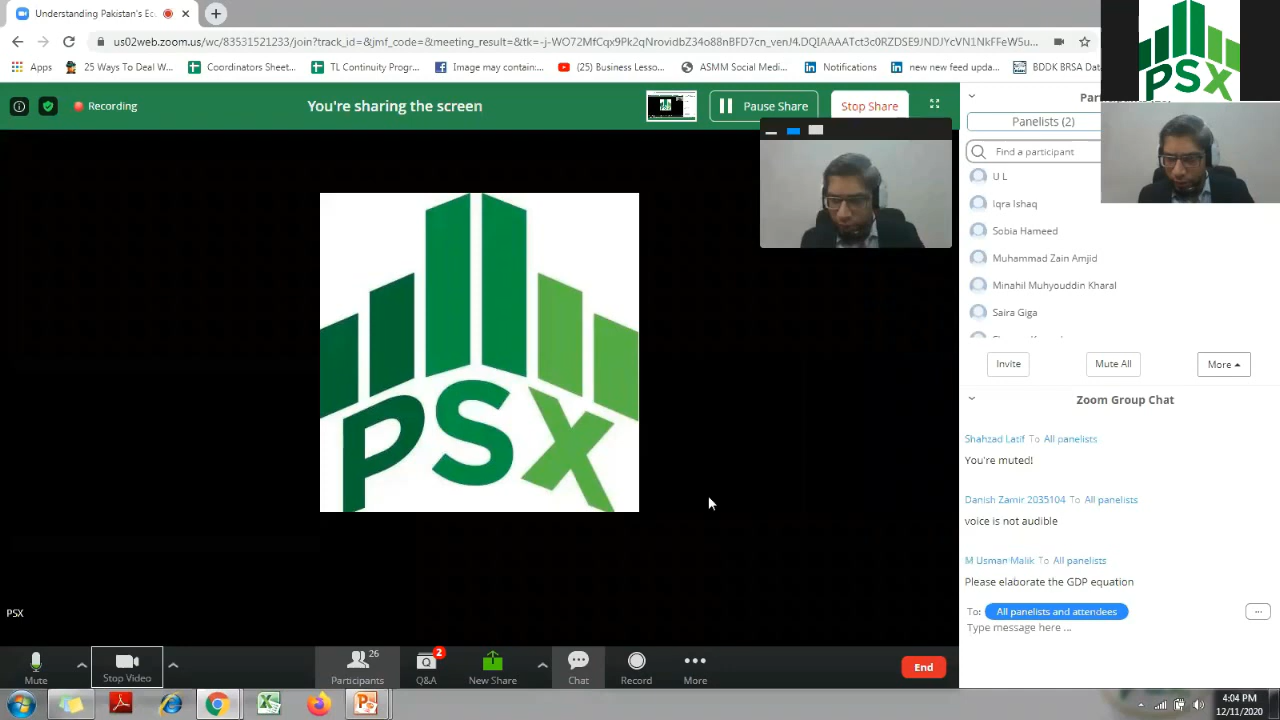 Understanding Pakistan's Ec
us02web.zoom.us/wc/83531521233/join?track_id=&jmf_code=&meeting_result=&tk=
Apps
25 Ways To Deal W...
Coordinators Sheet...
TL Continuity Progr...
Image may contain:...
(25) Business Lesso...
ASMM Social Medi...
Notifications
new new feed upda...
BDDK BRSA Dat
PSX
Recording
You're sharing the screen
Pause Share
Stop Share
Panelists (2)
Find a participant
U L
Iqra Ishaq
Sobia Hameed
Muhammad Zain Amjid
Minahil Muhyouddin Kharal
Saira Giga
Invite
Mute All
More
PSX
Zoom Group Chat
Shahzad Latif To All panelists
You're muted!
Danish Zamir 2035104 To All panelists
voice is not audible
M Usman Malik To All panelists
Please elaborate the GDP equation
To: All panelists and attendees
Type message here ...
PSX
Mute
Stop Video
26
Participants
2
Q&A
New Share
Chat
Record
More
End
4:04 PM
12/11/2020